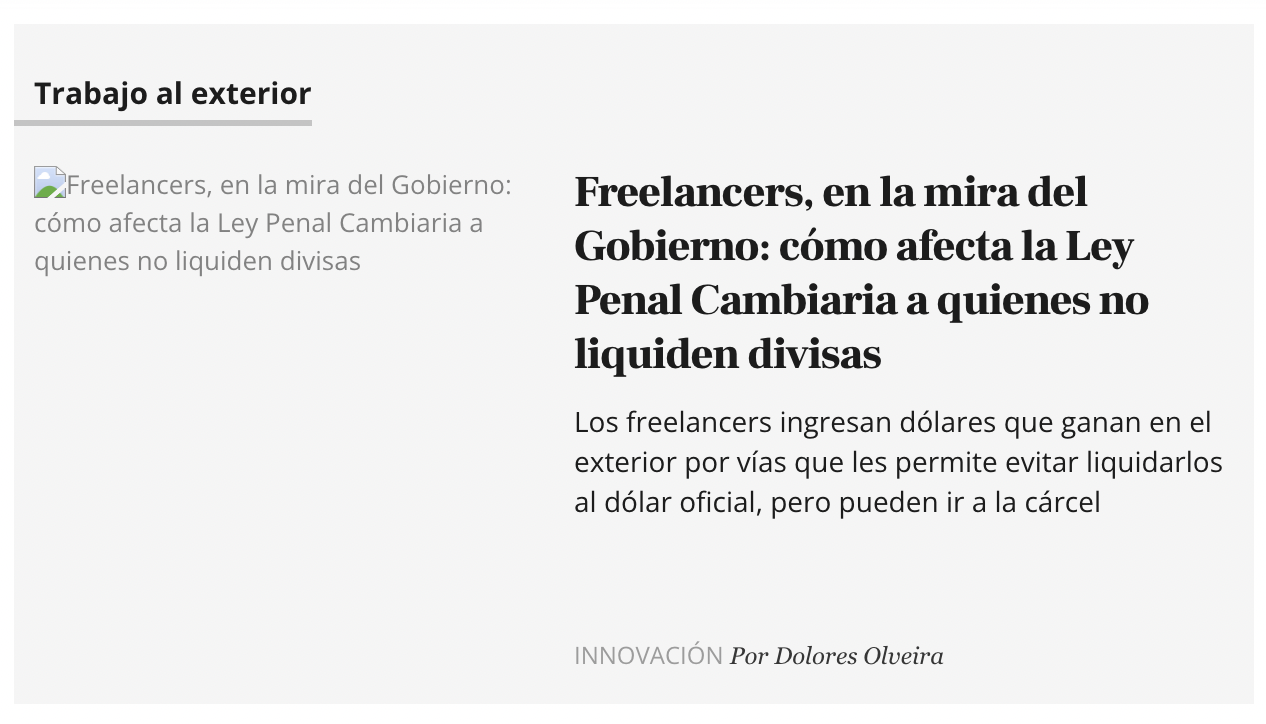 Trabajo al exterior
Freelancers, en la mira del Gobierno:
cómo afecta la Ley Penal Cambiaria a
quienes no liquiden divisas
Freelancers, en la mira del
Gobierno: cómo afecta la Ley
Penal Cambiaria a quienes no
liquiden divisas
Los freelancers ingresan dólares que ganan en el
exterior por vías que les permite evitar liquidarlos
al dólar oficial, pero pueden ir a la cárcel
INNOVACIÓN Por Dolores Olveira